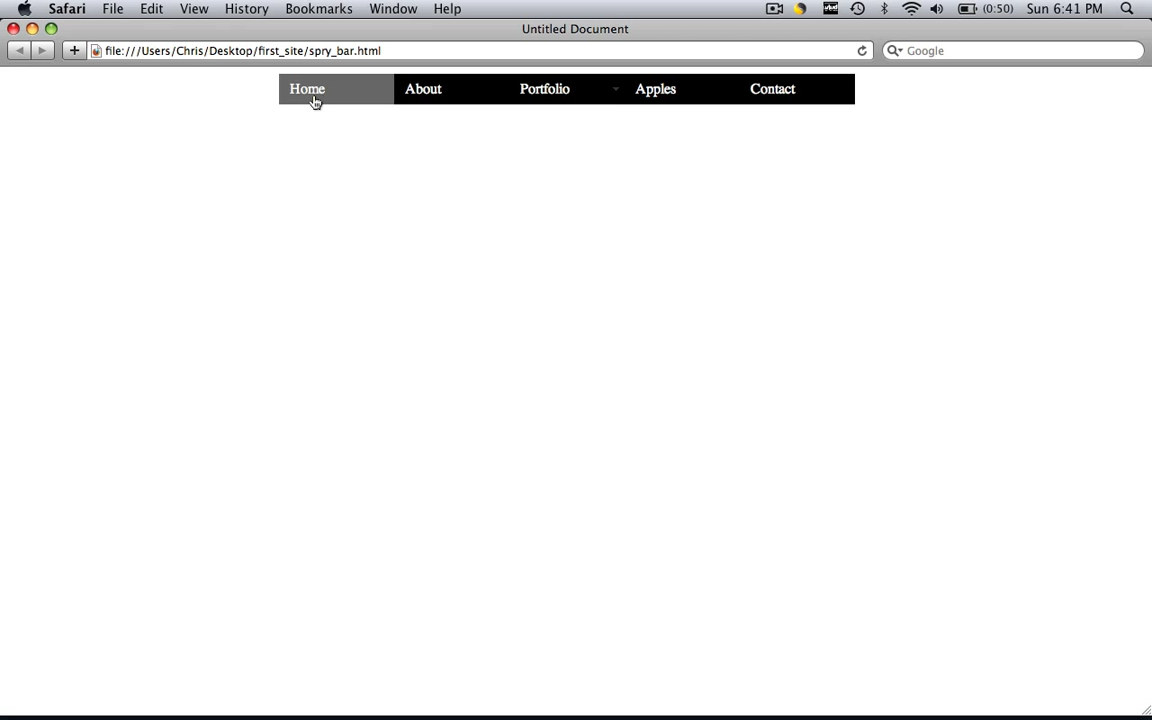 Safari File Edit View History Bookmarks Window Help (0:50) Sun 6:41 PM
Untitled Document
file:///Users/Chris/Desktop/first_site/spry_bar.html Google
Home About Portfolio Apples Contact